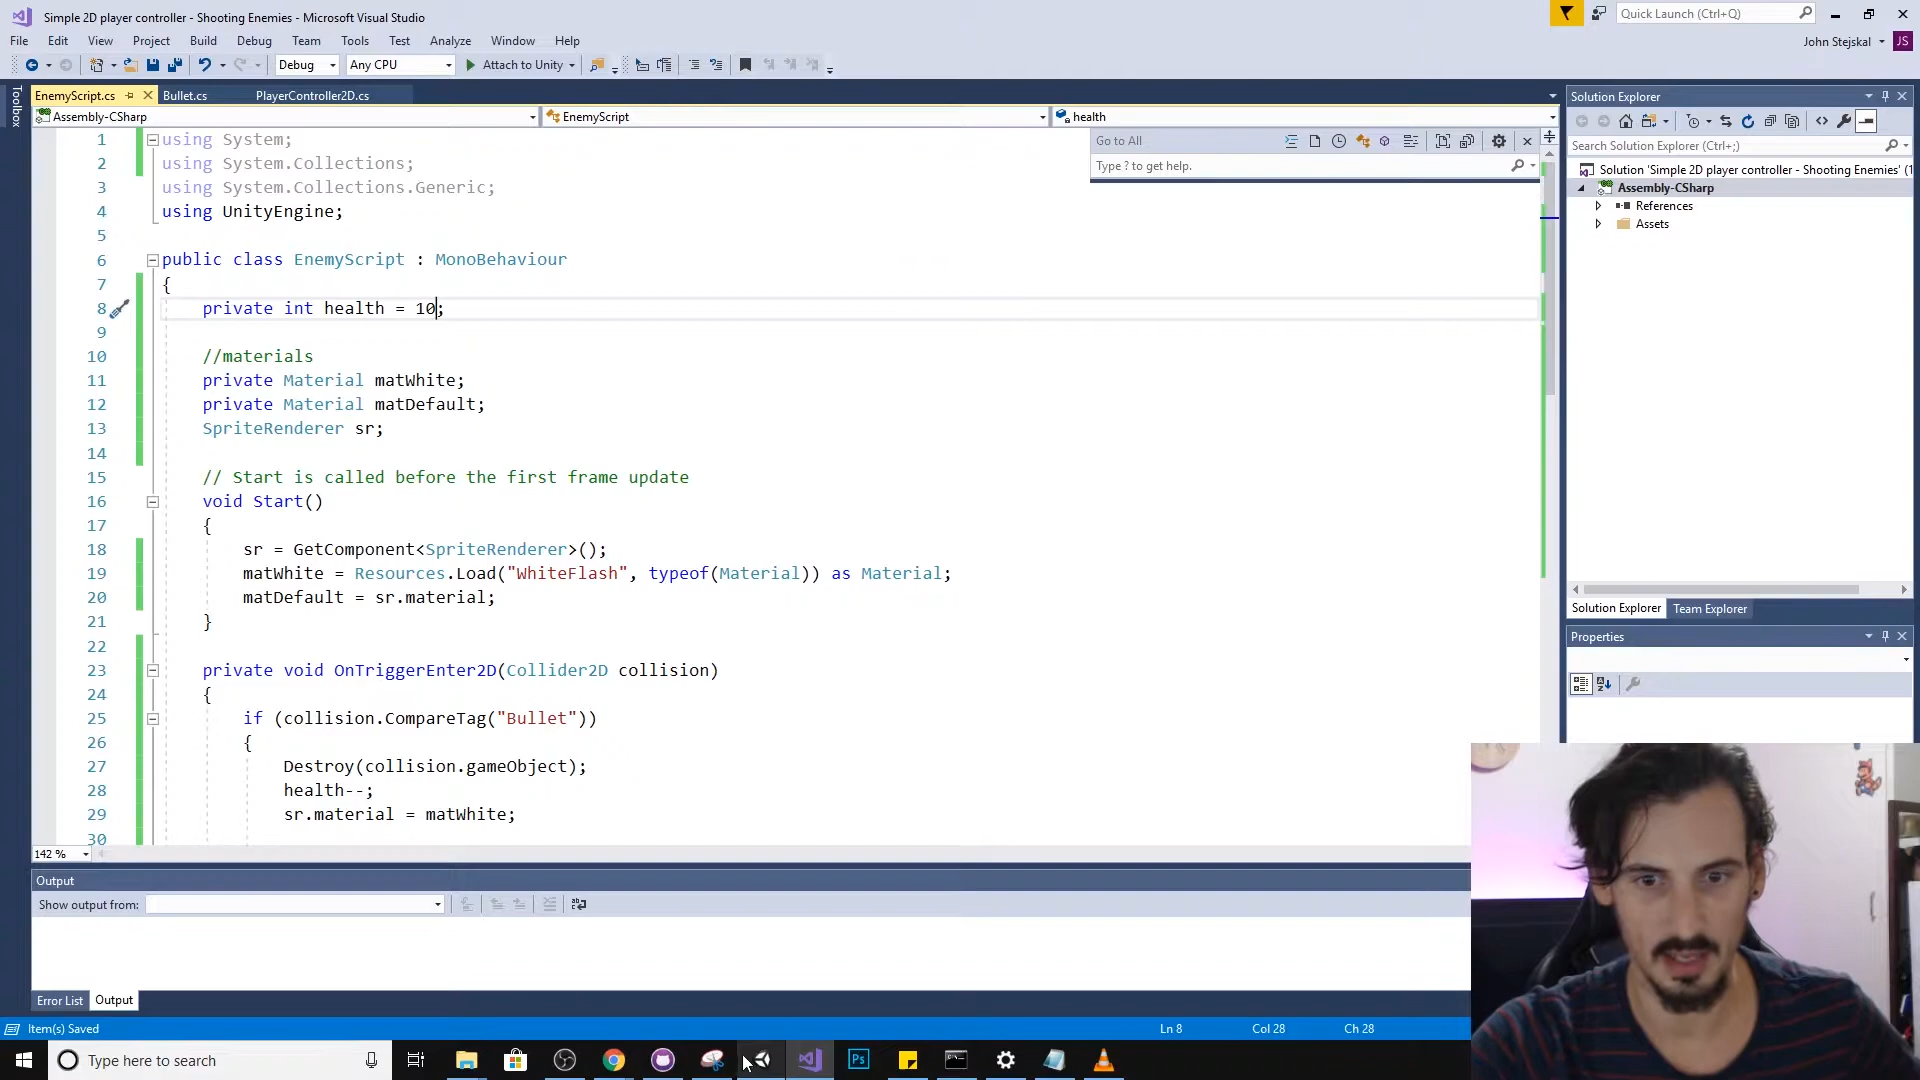 Simple 2D player controller - Shooting Enemies - Microsoft Visual Studio
Quick Launch (Ctrl+Q)
File Edit View Project Build Debug Team Tools Test Analyze Window Help
John Stejskal JS
Debug Any CPU Attach to Unity
Toolbox
EnemyScript.cs Bullet.cs PlayerController2D.cs
Solution Explorer
Assembly-CSharp EnemyScript health
Go to All
Type ? to get help.
Search Solution Explorer (Ctrl+;)
Solution 'Simple 2D player controller - Shooting Enemies' (1
Assembly-CSharp
References
Assets
1 using System;
2 using System.Collections;
3 using System.Collections.Generic;
4 using UnityEngine;
5
6 public class EnemyScript : MonoBehaviour
7 {
8 private int health = 10;
9
10 //materials
11 private Material matWhite;
12 private Material matDefault;
13 SpriteRenderer sr;
14
15 // Start is called before the first frame update
16 void Start()
17 {
18 sr = GetComponent<SpriteRenderer>();
19 matWhite = Resources.Load("WhiteFlash", typeof(Material)) as Material;
20 matDefault = sr.material;
21 }
22
23 private void OnTriggerEnter2D(Collider2D collision)
24 {
25 if (collision.CompareTag("Bullet"))
26 {
27 Destroy(collision.gameObject);
28 health--;
29 sr.material = matWhite;
30
Solution Explorer Team Explorer
Properties
142 %
Output
Show output from:
Error List Output
Item(s) Saved
Ln 8 Col 28 Ch 28
Type here to search
Ps